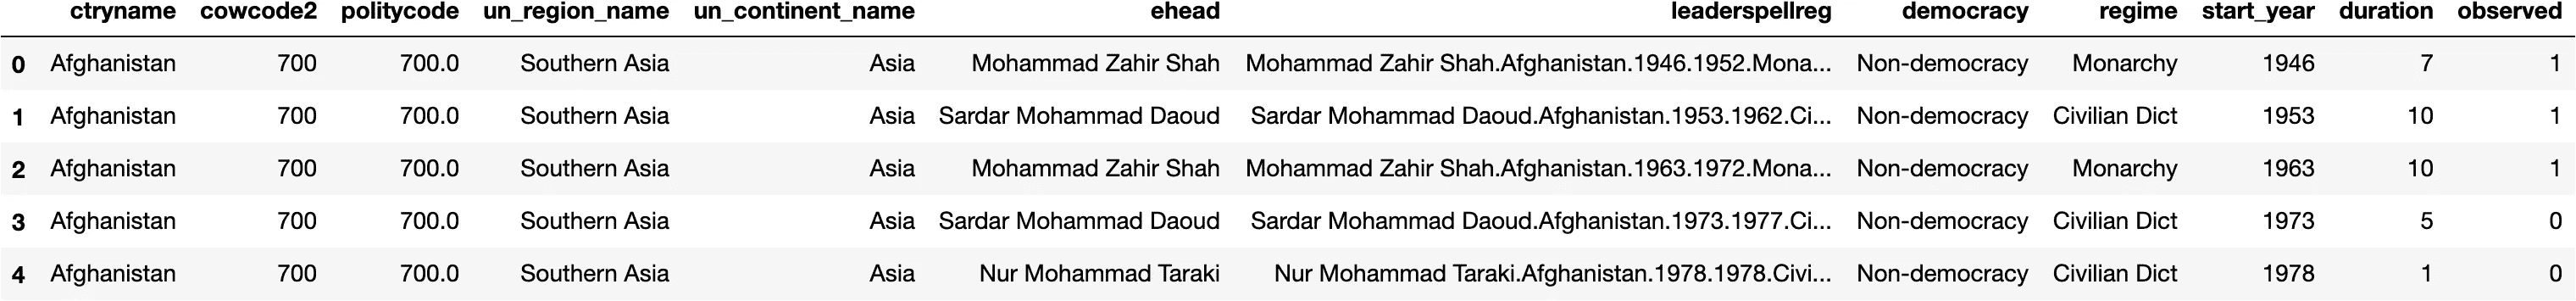 ctryname cowcode2 politycode un_region_name un_continent_name ehead leaderspellreg democracy regime start_year duration observed
0 Afghanistan 700 700.0 Southern Asia Asia Mohammad Zahir Shah Mohammad Zahir Shah.Afghanistan.1946.1952.Mona... Non-democracy Monarchy 1946 7 1
1 Afghanistan 700 700.0 Southern Asia Asia Sardar Mohammad Daoud Sardar Mohammad Daoud.Afghanistan.1953.1962.Ci... Non-democracy Civilian Dict 1953 10 1
2 Afghanistan 700 700.0 Southern Asia Asia Mohammad Zahir Shah Mohammad Zahir Shah.Afghanistan.1963.1972.Mona... Non-democracy Monarchy 1963 10 1
3 Afghanistan 700 700.0 Southern Asia Asia Sardar Mohammad Daoud Sardar Mohammad Daoud.Afghanistan.1973.1977.Ci... Non-democracy Civilian Dict 1973 5 0
4 Afghanistan 700 700.0 Southern Asia Asia Nur Mohammad Taraki Nur Mohammad Taraki.Afghanistan.1978.1978.Civi... Non-democracy Civilian Dict 1978 1 0